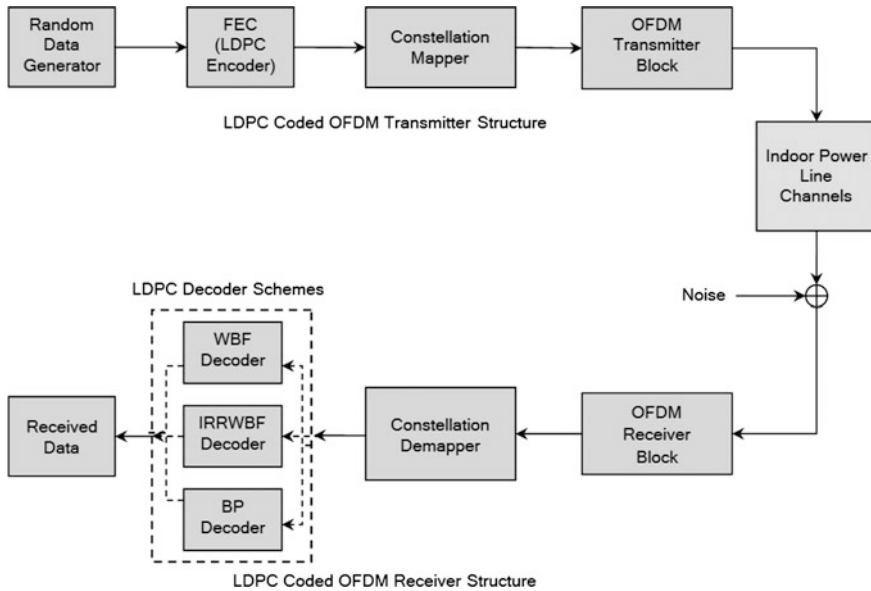 Random
Data
Generator
FEC
(LDPC
Encoder)
Constellation
Mapper
OFDM
Transmitter
Block
LDPC Coded OFDM Transmitter Structure
Indoor Power
Line
Channels
Noise
LDPC Decoder Schemes
WBF
Decoder
IRRWBF
Decoder
BP
Decoder
Received
Data
Constellation
Demapper
OFDM
Receiver
Block
LDPC Coded OFDM Receiver Structure